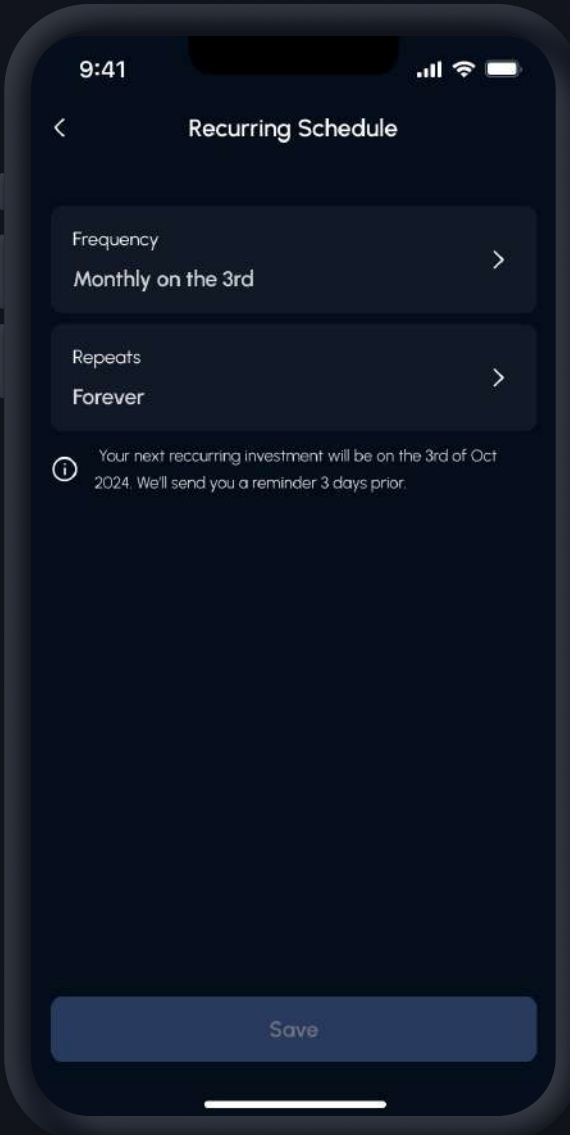 9:41
Recurring Schedule
Frequency
Monthly on the 3rd
Repeats
Forever
Your next reccurring investment will be on the 3rd of Oct
2024. We'll send you a reminder 3 days prior.
Save